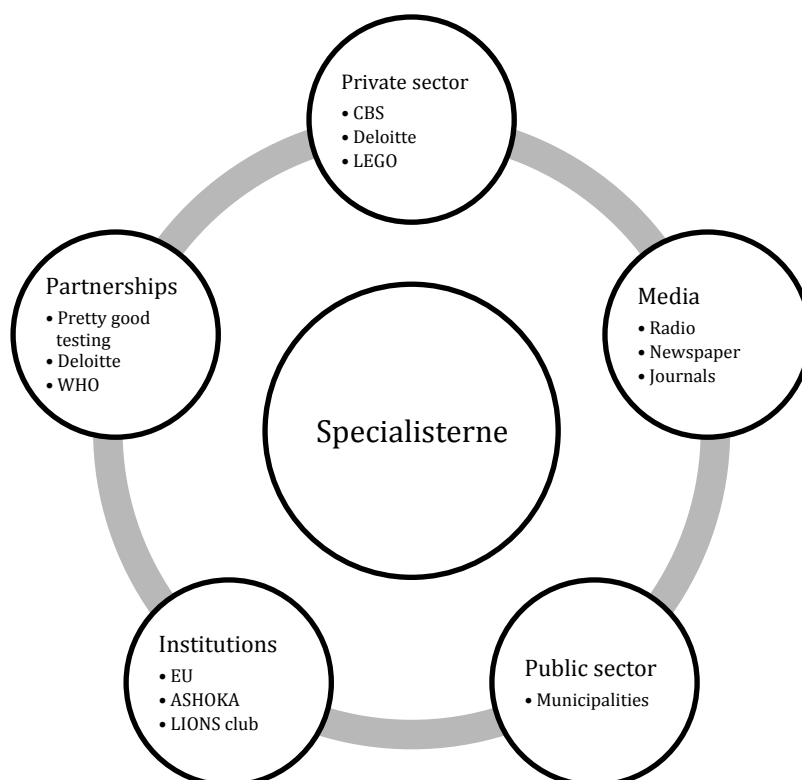 Private sector
• CBS
• Deloitte
• LEGO
Media
• Radio
• Newspaper
• Journals
Public sector
• Municipalities
Institutions
• EU
• ASHOKA
• LIONS club
Partnerships
• Pretty good
testing
• Deloitte
• WHO
Specialisterne